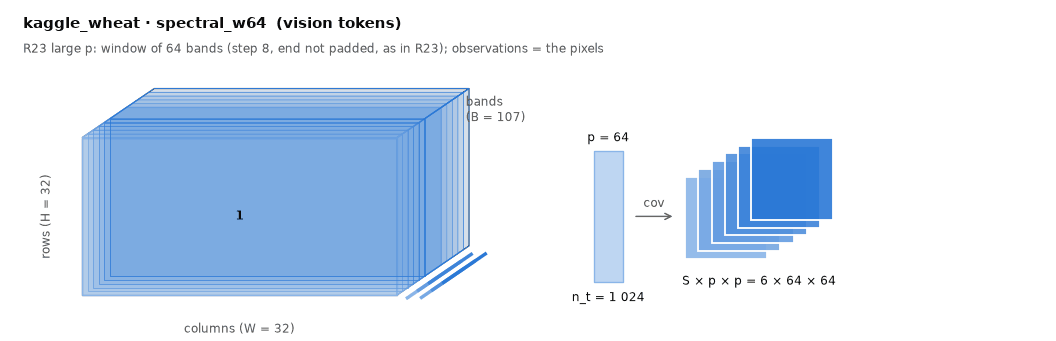 kaggle_wheat · spectral_w64 (vision tokens)
R23 large p: window of 64 bands (step 8, end not padded, as in R23); observations = the pixels
bands
(B = 107)
rows (H = 32)
1
columns (W = 32)
p = 64
n_t = 1 024
cov
S × p × p = 6 × 64 × 64